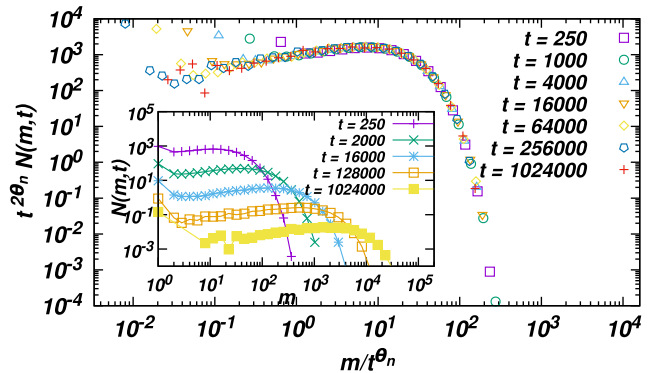 t^{2θ_n} N(m,t)
10^4
10^3
10^2
10^1
10^0
10^-1
10^-2
10^-3
10^-4
t = 250
t = 1000
t = 4000
t = 16000
t = 64000
t = 256000
t = 1024000
N(m,t)
10^5
10^3
10^1
10^-1
10^-3
t = 250
t = 2000
t = 16000
t = 128000
t = 1024000
10^0 10^1 10^2 10^3 10^4 10^5
m
10^-2 10^-1 10^0 10^1 10^2 10^3 10^4
m/t^{θ_n}